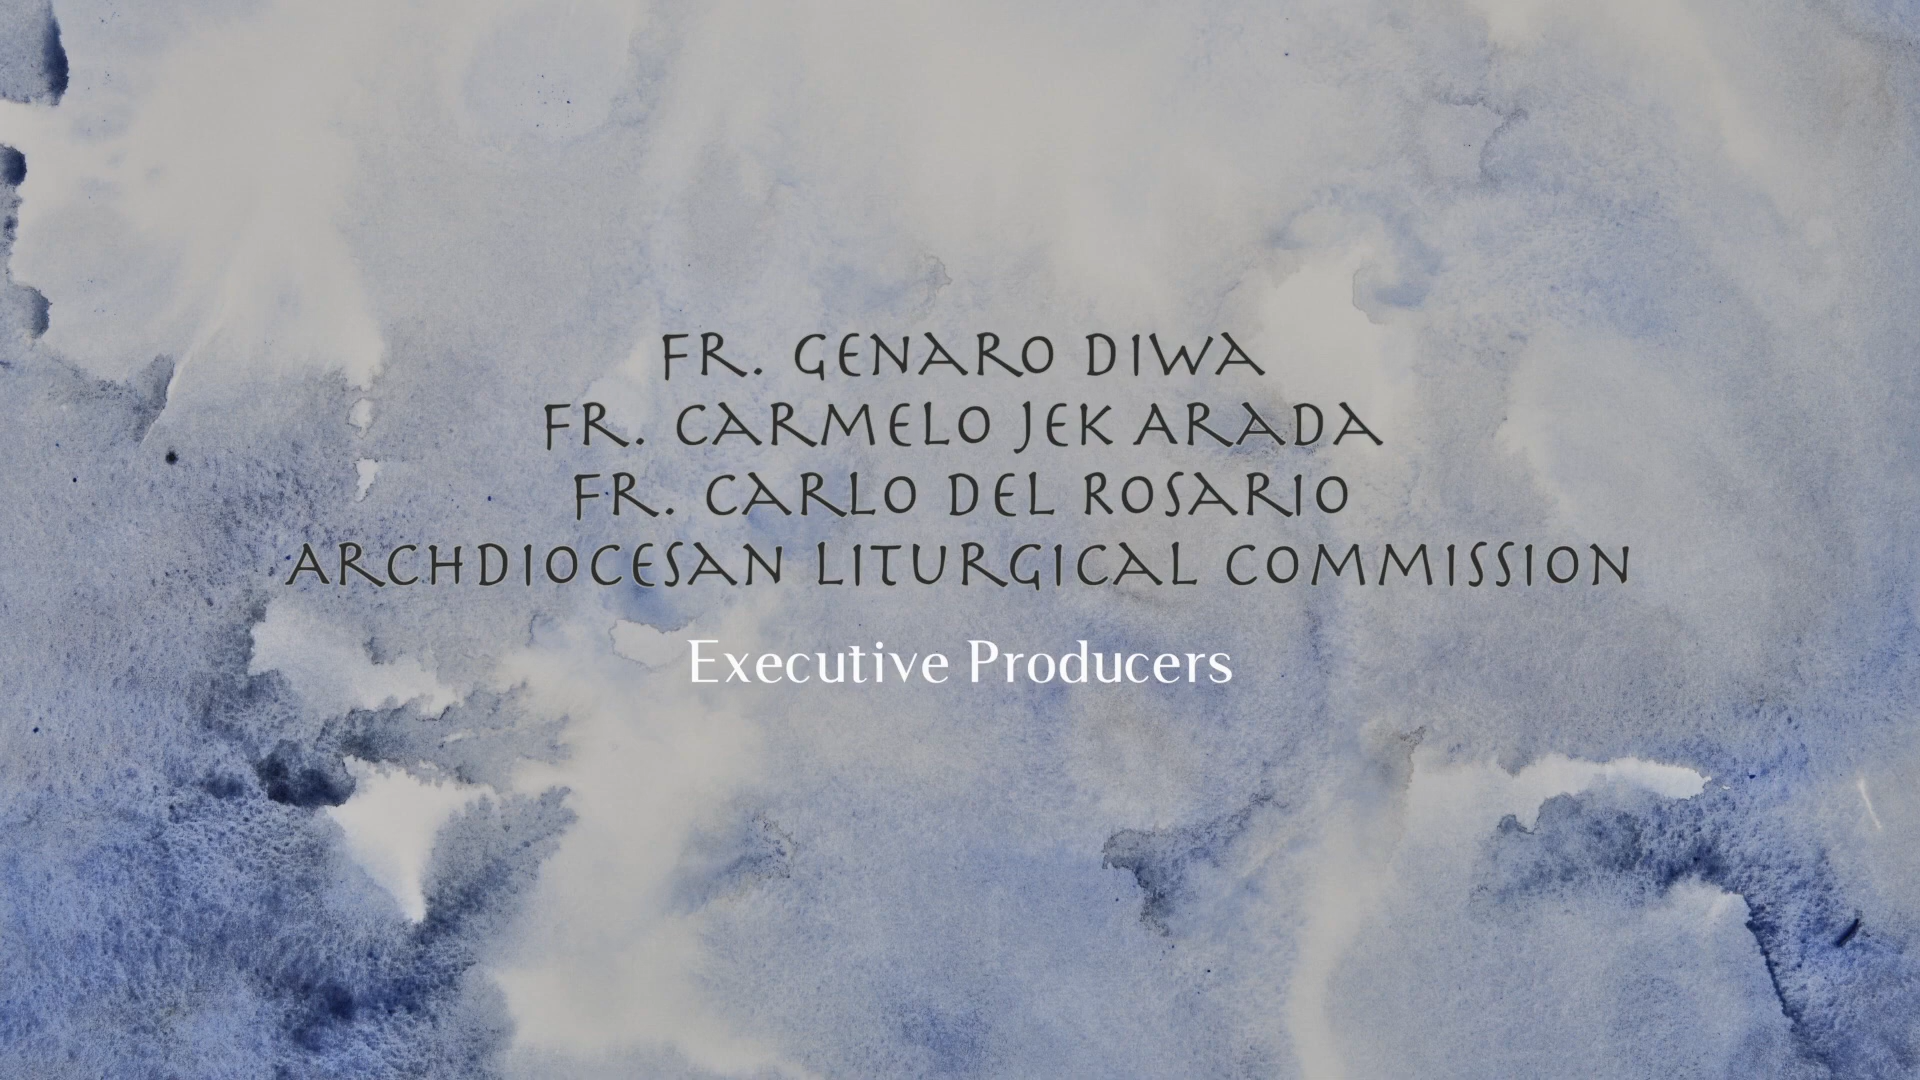 FR. GENARO DIWA
FR. CARMELO JEK ARADA
FR. CARLO DEL ROSARIO
ARCHDIOCESAN LITURGICAL COMMISSION
Executive Producers